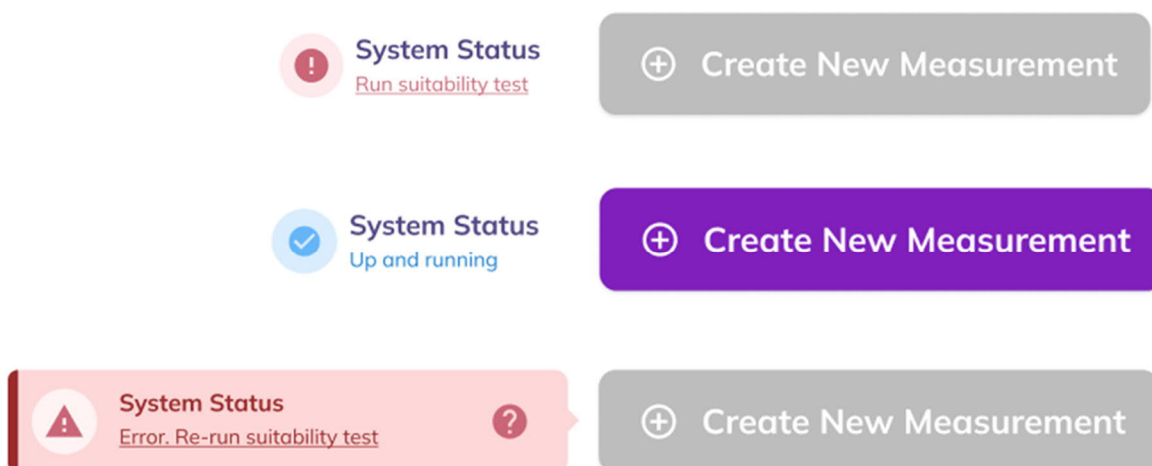 System Status
Run suitability test
Create New Measurement
System Status
Up and running
Create New Measurement
System Status
Error. Re-run suitability test
Create New Measurement